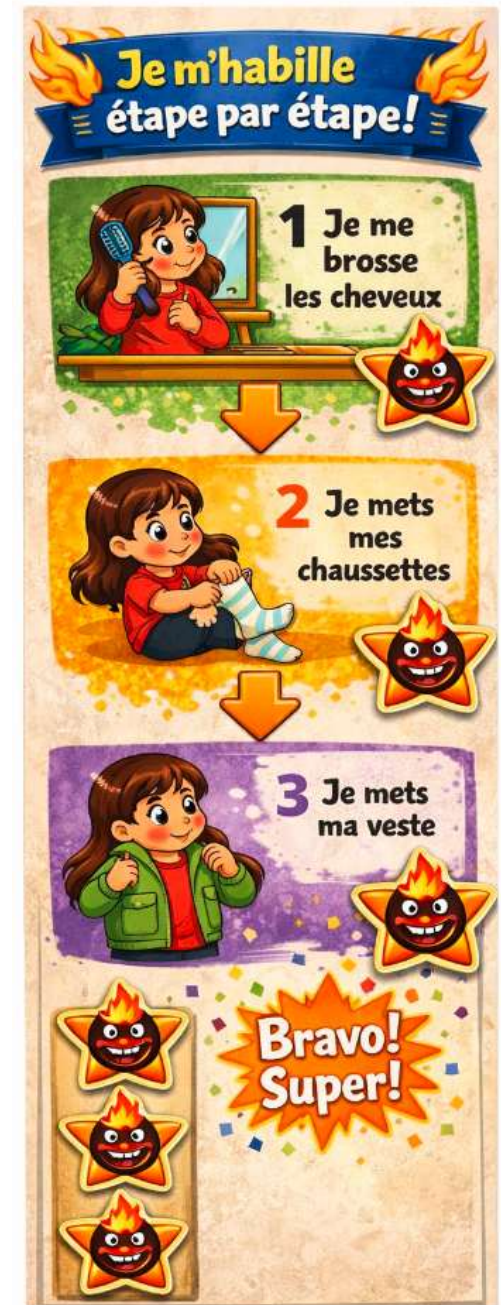 Je m'habille
étape par étape!
1 Je me
brosse
les cheveux
2 Je mets
mes
chaussettes
3 Je mets
ma veste
Bravo!
Super!